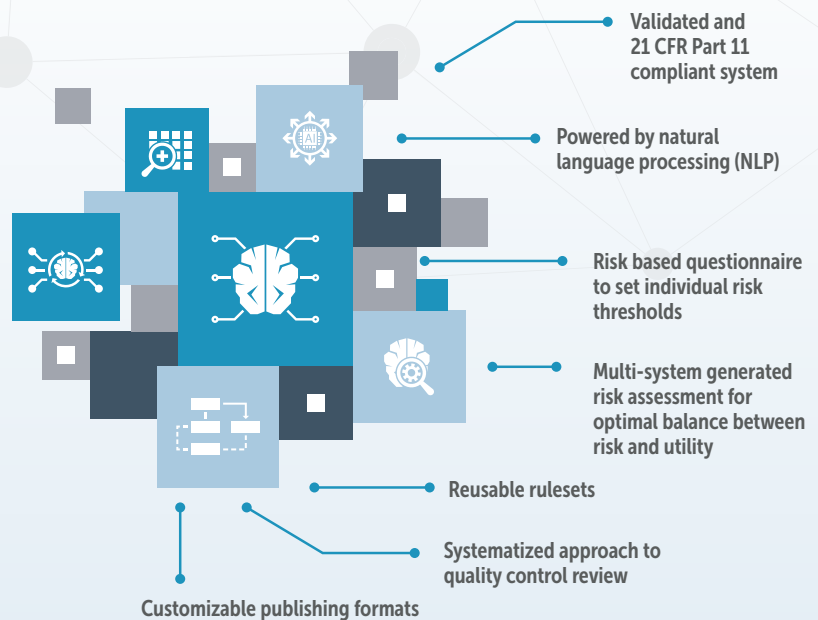 Validated and
21 CFR Part 11
compliant system
Powered by natural
language processing (NLP)
AI
Risk based questionnaire
to set individual risk
thresholds
Multi-system generated
risk assessment for
optimal balance between
risk and utility
Reusable rulesets
Systematized approach to
quality control review
Customizable publishing formats